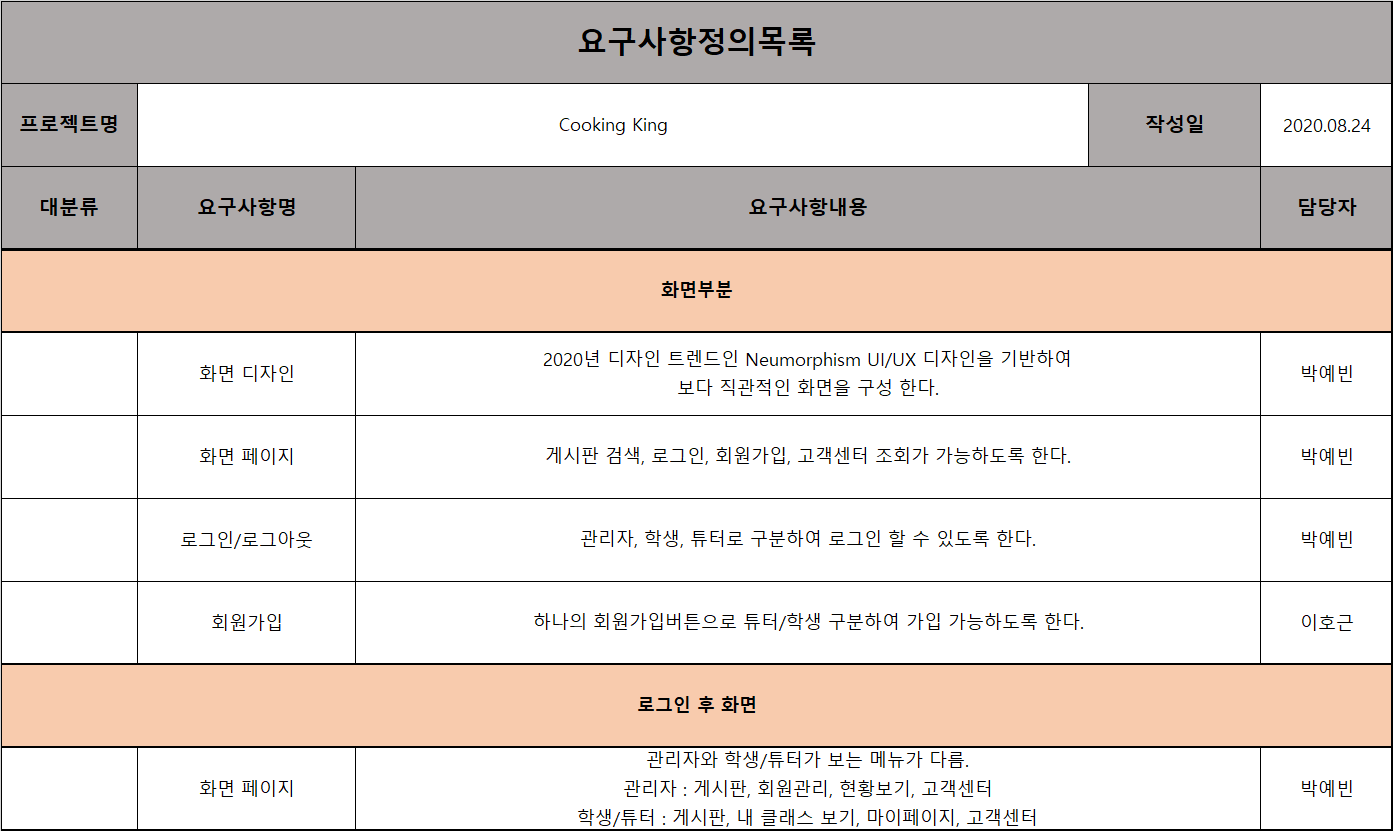 요구사항정의목록
프로젝트명 Cooking King 작성일 2020.08.24
대분류 요구사항명 요구사항내용 담당자
화면부분
화면 디자인 2020년 디자인 트렌드인 Neumorphism UI/UX 디자인을 기반하여
보다 직관적인 화면을 구성 한다. 박예빈
화면 페이지 게시판 검색, 로그인, 회원가입, 고객센터 조회가 가능하도록 한다. 박예빈
로그인/로그아웃 관리자, 학생, 튜터로 구분하여 로그인 할 수 있도록 한다. 박예빈
회원가입 하나의 회원가입버튼으로 튜터/학생 구분하여 가입 가능하도록 한다. 이호근
로그인 후 화면
화면 페이지 관리자와 학생/튜터가 보는 메뉴가 다름.
관리자 : 게시판, 회원관리, 현황보기, 고객센터
학생/튜터 : 게시판, 내 클래스 보기, 마이페이지, 고객센터 박예빈